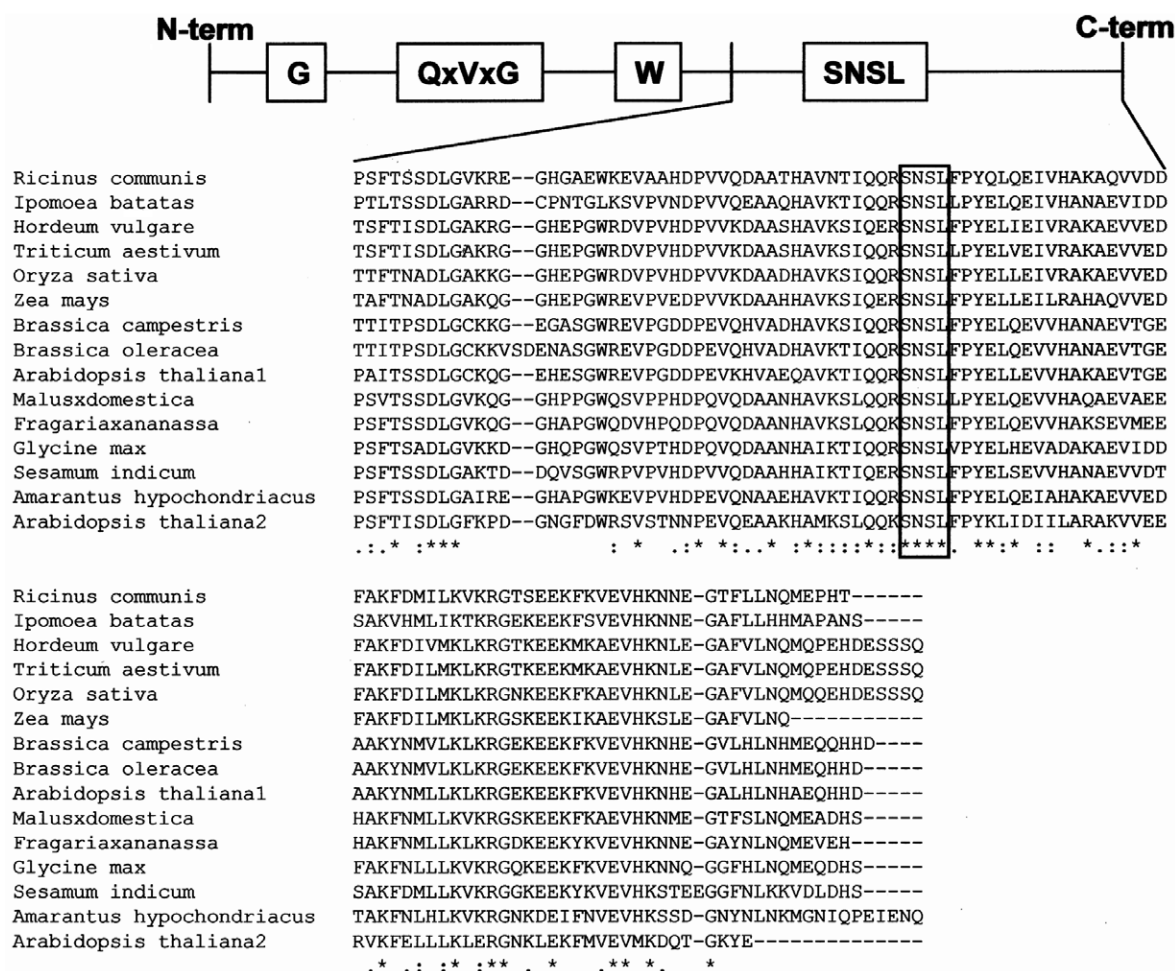 N-term C-term
G QxVxG W SNSL
Ricinus communis PSFTSSDLGVKRE--GHGAEWKEVAAHDPVVQDAATHAVNTIQQRSNSLFPYQLQEIVHAKAQVVDD
Ipomoea batatas PTLTSSDLGARRD--CPNTGLKSVPVNDPVVQEAAQHAVKTIQQRSNSLLPYELQEIVHANAEVIDD
Hordeum vulgare TSFTISDLGAKRG--GHEPGWRDVPVHDPVVKDAASHAVKSIQERSNSLFPYELIEIVRAKAEVVED
Triticum aestivum TSFTISDLGAKRG--GHEPGWRDVPVHDPVVKDAASHAVKSIQQRSNSLLPYELVEIVRAKAEVVED
Oryza sativa TTFTNADLGAKKG--GHEPGWRDVPVHDPVVKDAADHAVKSIQQRSNSLFPYELLEIVRAKAEVVED
Zea mays TAFTNADLGAKQG--GHEPGWREVPVEDPVVKDAAHHAVKSIQERSNSLFPYELLEILRAHAQVVED
Brassica campestris TTITPSDLGCKKG--EGASGWREVPGDDPEVQHVADHAVKSIQQRSNSLFPYELQEVVHANAEVTGE
Brassica oleracea TTITPSDLGCKKVSDENASGWREVPGDDPEVQHVADHAVKSIQQRSNSLFPYELQEVVHANAEVTGE
Arabidopsis thaliana1 PAITSSDLGCKQG--EHESGWREVPGDDPEVKHVAEQAVKTIQQRSNSLFPYELLEVVHAKAEVTGE
Malusxdomestica PSVTSSDLGVKQG--GHPPGWQSVPPHDPQVQDAANHAVKSLQQRSNSLLPYELQEVVHAQAEVAEE
Fragariaxananassa PSFTSSDLGVKQG--GHAPGWQDVHPQDPQVQDAANHAVKSLQQKSNSLFPYELQEVVHAKSEVMEE
Glycine max PSFTSADLGVKKD--GHQPGWQSVPTHDPQVQDAANHAIKTIQQRSNSLVPYELHEVADAKAEVIDD
Sesamum indicum PSFTSSDLGAKTD--DQVSGWRPVPVHDPVVQDAAHHAIKTIQERSNSLFPYELSEVVHANAEVVDT
Amarantus hypochondriacus PSFTSSDLGAIRE--GHAPGWKEVPVHDPEVQNAAEHAVKTIQQRSNSLFPYELQEIAHAKAEVVED
Arabidopsis thaliana2 PSFTISDLGFKPD--GNGFDWRSVSTNNPEVQEAAKHAMKSLQQKSNSLFPYKLIDIILARAKVVEE
.:.* :*** : * .:* *:..* *:::::*::****. **:* :: *.::*
Ricinus communis FAKFDMILKVKRGTSEEKFKVEVHKNNE-GTFLLNQMEPHT------
Ipomoea batatas SAKVHMLIKTKRGEKEEKFSVEVHKNNE-GAFLLHHMAPANS-----
Hordeum vulgare FAKFDIVMKLKRGTKEEKMKAEVHKNLE-GAFVLNQMQPEHDESSSQ
Triticum aestivum FAKFDILMKLKRGTKEEKMKAEVHKNLE-GAFVLNQMQPEHDESSSQ
Oryza sativa FAKFDILMKLKRGNKEEKFKAEVHKNLE-GAFVLNQMQQEHDESSSQ
Zea mays FAKFDILMKLKRGSKEEKIKAEVHKSLE-GAFVLNQ-----------
Brassica campestris AAKYNMVLKLKRGEKEEKFKVEVHKNHE-GVLHLNHMEQQHHD----
Brassica oleracea AAKYNMVLKLKRGEKEEKFKVEVHKNHE-GVLHLNHMEQHHD-----
Arabidopsis thaliana1 AAKYNMLLKLKRGEKEEKFKVEVHKNHE-GALHLNHAEQHHD-----
Malusxdomestica HAKFNMLLKVKRGSKEEKFKVEVHKNME-GTFSLNQMEADHS-----
Fragariaxananassa HAKFNMLLKLKRGDKEEKYKVEVHKNNE-GAYNLNQMEVEH------
Glycine max FAKFNLLLKVKRGQKEEKFKVEVHKNNQ-GGFHLNQMEQDHS-----
Sesamum indicum SAKFDMLLKVKRGGKEEKYKVEVHKSTEEGGFNLKKVDLDHS-----
Amarantus hypochondriacus TAKFNLHLKVKRGNKDEIFNVEVHKSSD-GNYNLNKMGNIQPEIENQ
Arabidopsis thaliana2 RVKFELLLKLERGNKLEKFMVEVMKDQT-GKYE--------------
.* .: :* :** . * .** *. *